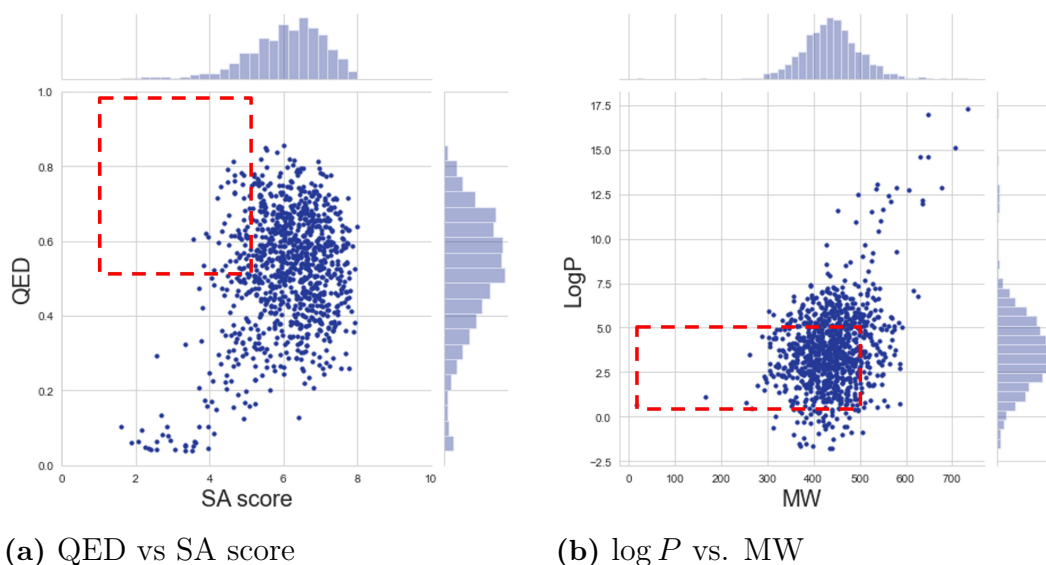 1.0
0.8
0.6
0.4
0.2
0.0
QED
0 2 4 6 8 10
SA score
17.5
15.0
12.5
10.0
7.5
5.0
2.5
0.0
−2.5
LogP
0 100 200 300 400 500 600 700
MW
(a) QED vs SA score
(b) log P vs. MW